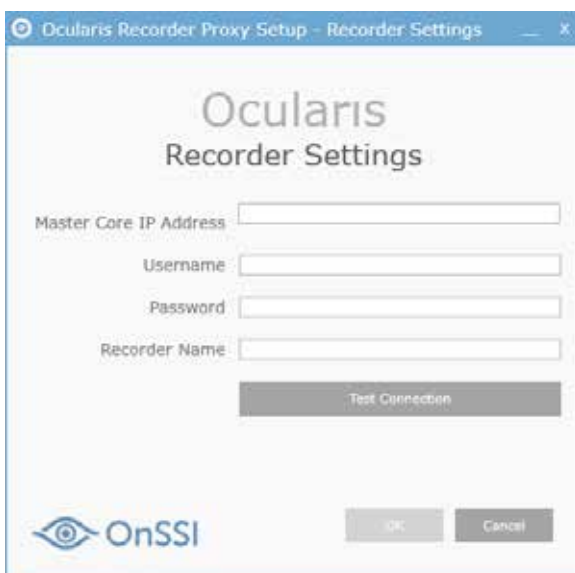 Ocularis Recorder Proxy Setup - Recorder Settings
Ocularis
Recorder Settings
Master Core IP Address
Username
Password
Recorder Name
Test Connection
OnSSI
OK
Cancel